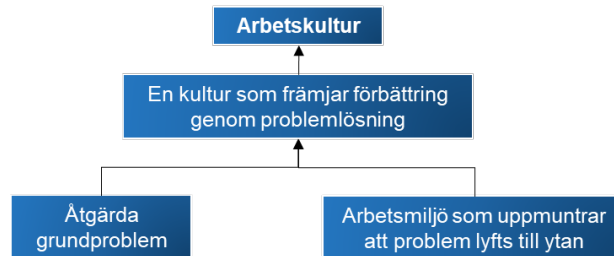 Arbetskultur
En kultur som främjar förbättring
genom problemlösning
Åtgärda
grundproblem
Arbetsmiljö som uppmuntrar
att problem lyfts till ytan